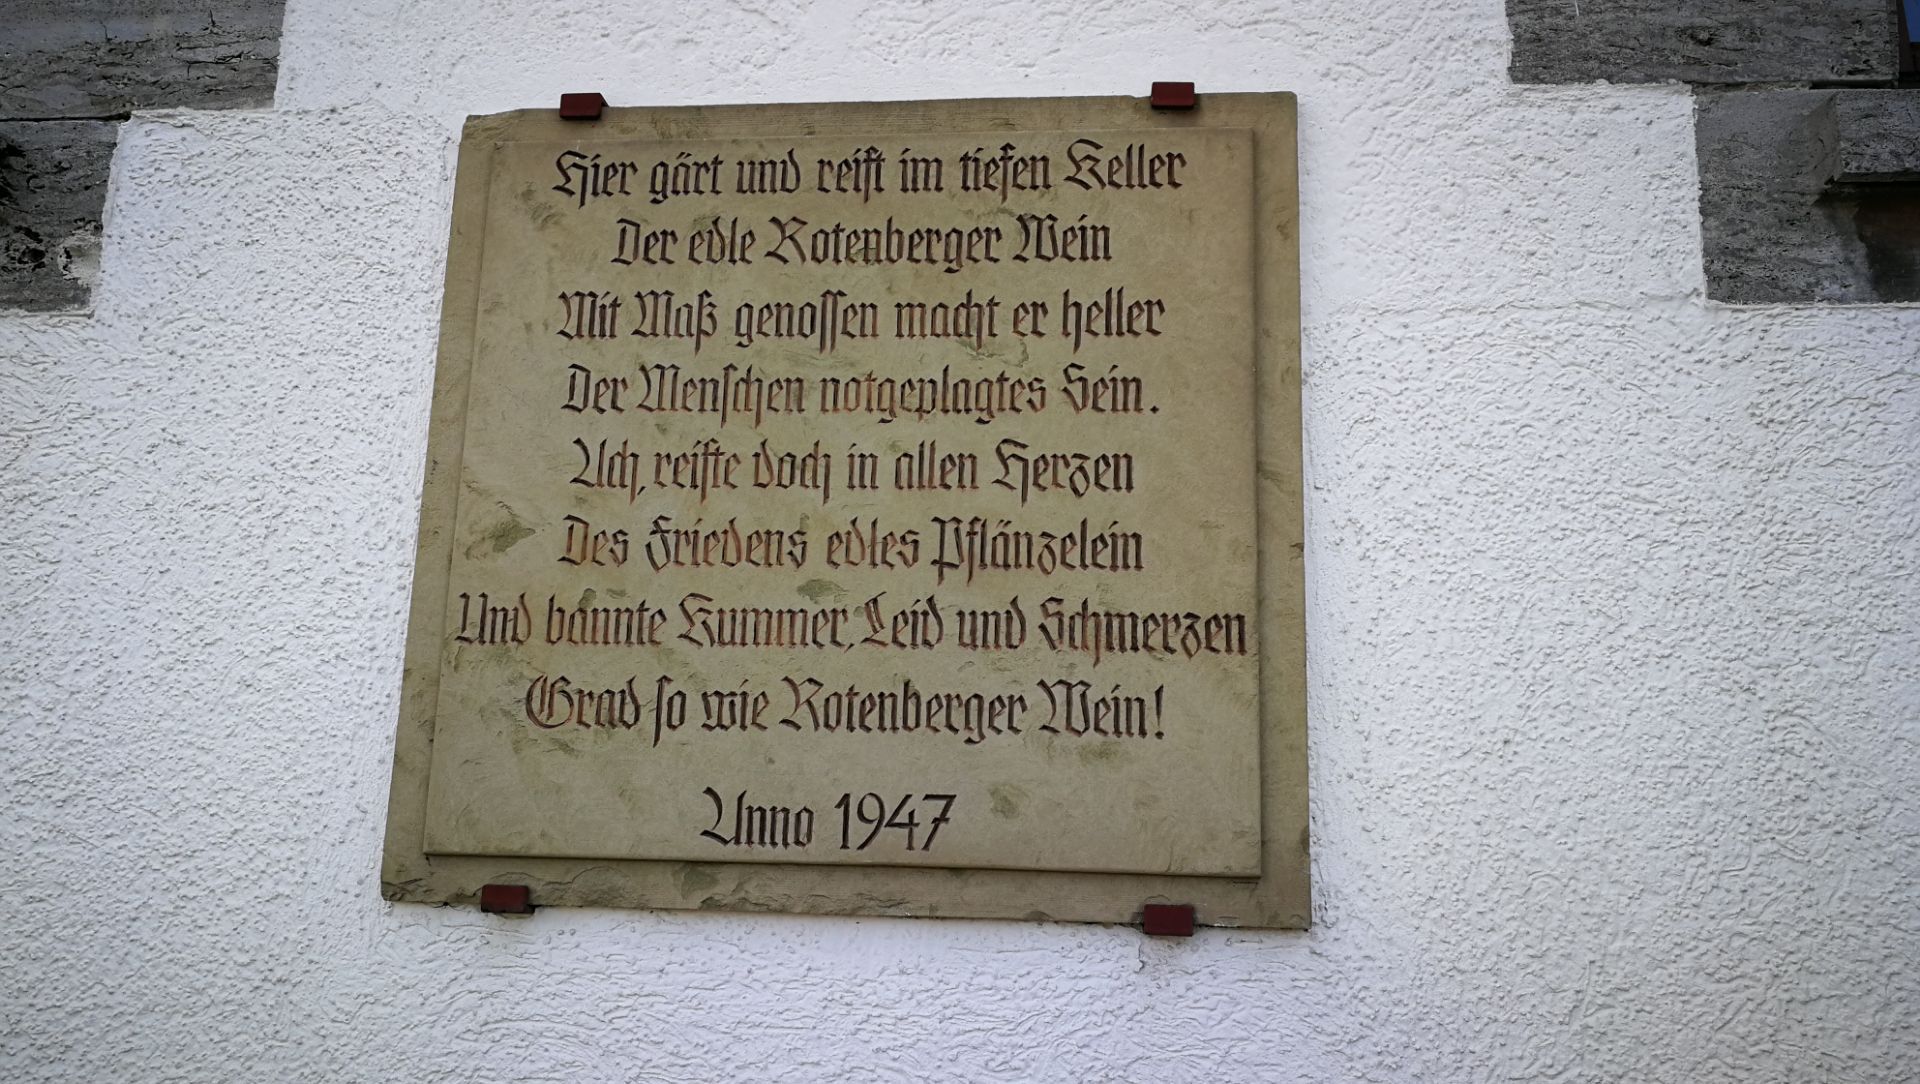 Hier gärt und reift im tiefen Keller
Der edle Rotenberger Wein
Mit Maß genossen macht er heller
Der Menschen notgeplagtes Sein.
Ach, reifte doch in allen Herzen
Des Friedens edles Pflänzelein
Und bannte Kummer, Leid und Schmerzen
Grad so wie Rotenberger Wein!
Anno 1947